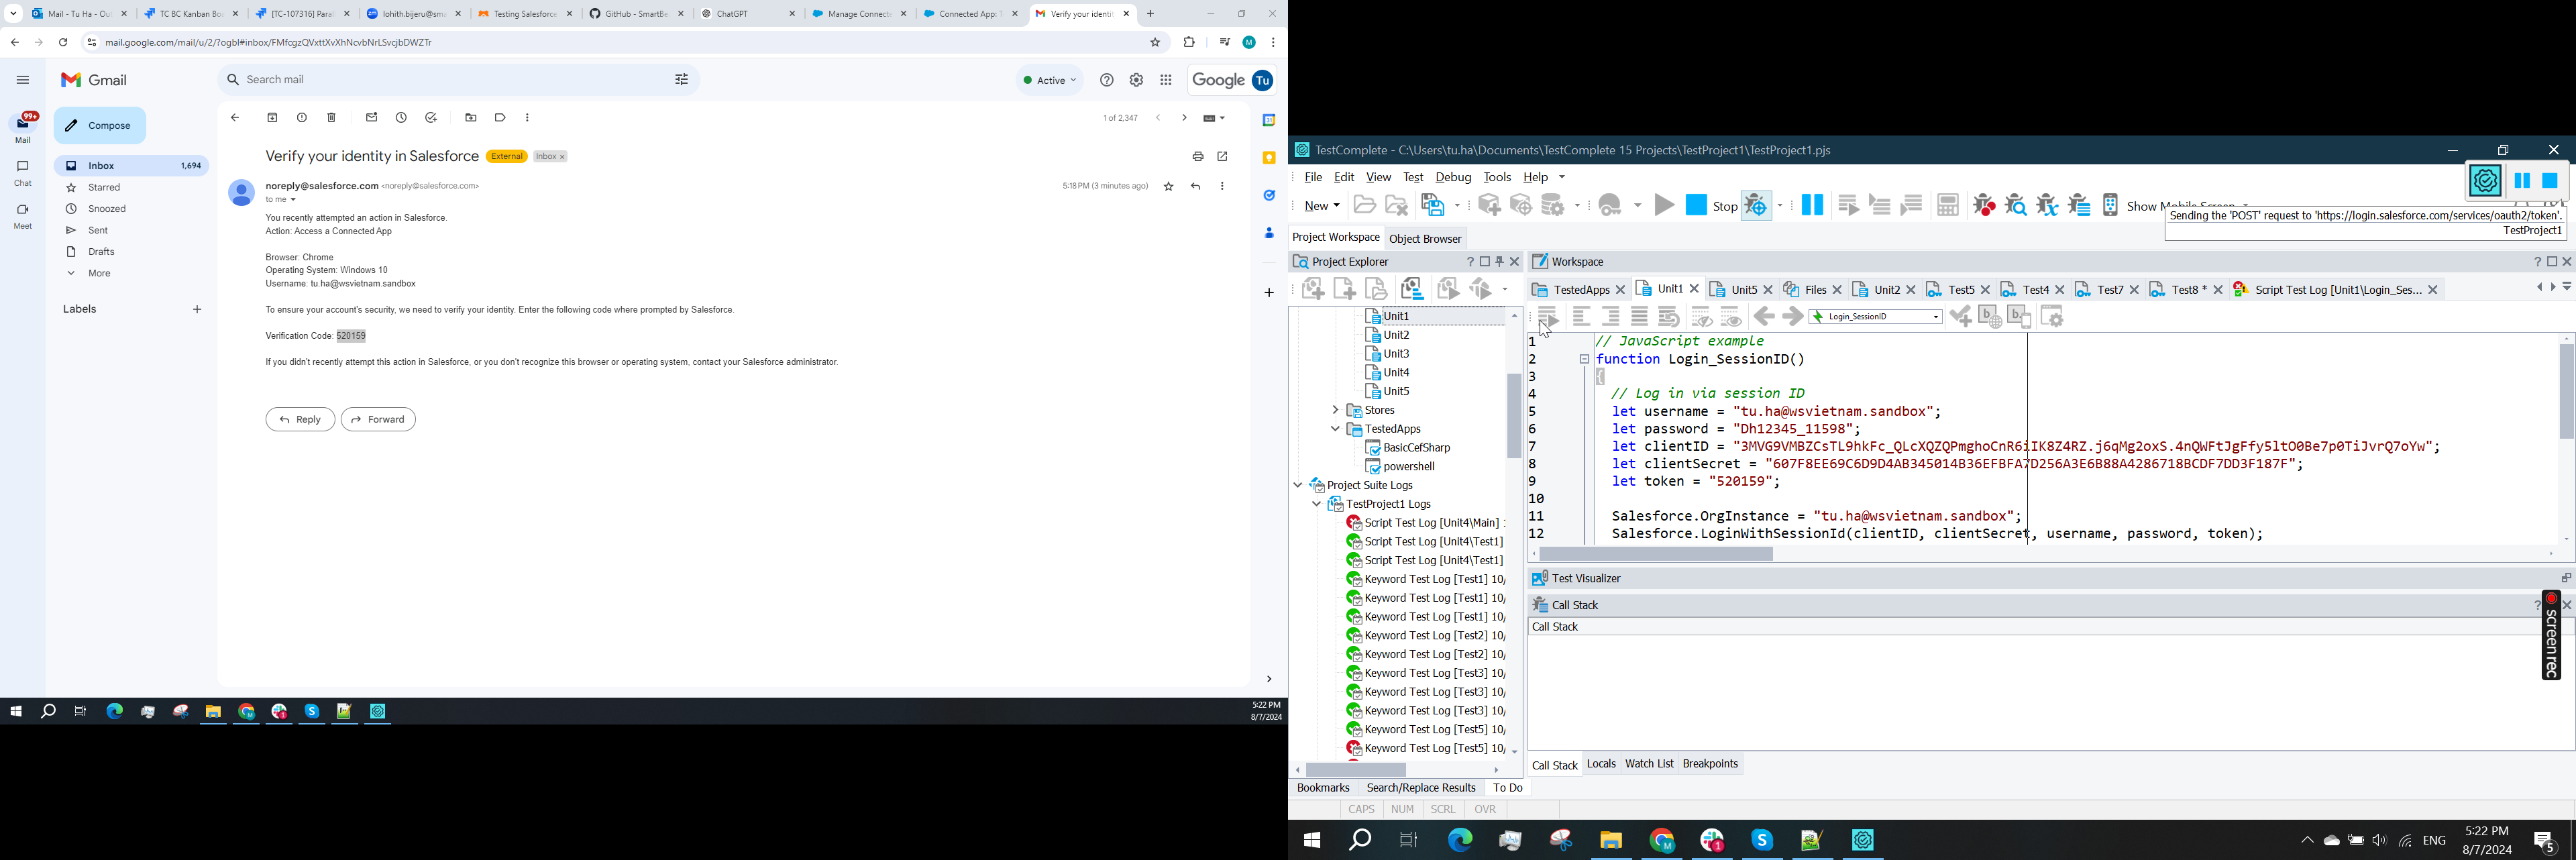 Mail - Tu Ha - Out
TC BC Kanban Bo
[TC-107316] Paral
lohith.bijeru@sma
Testing Salesforce
GitHub - SmartBe
ChatGPT
Manage Connecte
Connected App: T
Verify your identi
mail.google.com/mail/u/2/?ogbl#inbox/FMfcgzQVxttXvXhNcvbNrLSvcjbDWZTr
M
Gmail
Search mail
Active
Google
Tu
99+
Mail
Chat
Meet
Compose
Inbox 1,694
Starred
Snoozed
Sent
Drafts
More
Labels
1 of 2,347
Verify your identity in Salesforce External Inbox x
noreply@salesforce.com <noreply@salesforce.com>
5:18 PM (3 minutes ago)
to me
You recently attempted an action in Salesforce.
Action: Access a Connected App
Browser: Chrome
Operating System: Windows 10
Username: tu.ha@wsvietnam.sandbox
To ensure your account's security, we need to verify your identity. Enter the following code where prompted by Salesforce.
Verification Code: 520159
If you didn't recently attempt this action in Salesforce, or you don't recognize this browser or operating system, contact your Salesforce administrator.
Reply
Forward
5:22 PM
8/7/2024
TestComplete - C:\Users\tu.ha\Documents\TestComplete 15 Projects\TestProject1\TestProject1.pjs
File Edit View Test Debug Tools Help
New
Stop
Show Mobile Screen
Sending the 'POST' request to 'https://login.salesforce.com/services/oauth2/token'.
TestProject1
Project Workspace
Object Browser
Project Explorer
Workspace
TestedApps
Unit1
Unit5
Files
Unit2
Test5
Test4
Test7
Test8 *
Script Test Log [Unit1\Login_Ses...
Login_SessionID
Unit1
Unit2
Unit3
Unit4
Unit5
Stores
TestedApps
BasicCefSharp
powershell
Project Suite Logs
TestProject1 Logs
Script Test Log [Unit4\Main]
Script Test Log [Unit4\Test1]
Script Test Log [Unit4\Test1]
Keyword Test Log [Test1] 10/
Keyword Test Log [Test1] 10/
Keyword Test Log [Test1] 10/
Keyword Test Log [Test2] 10/
Keyword Test Log [Test2] 10/
Keyword Test Log [Test3] 10/
Keyword Test Log [Test3] 10/
Keyword Test Log [Test3] 10/
Keyword Test Log [Test5] 10/
Keyword Test Log [Test5] 10/
1 // JavaScript example
2 function Login_SessionID()
3 {
4 // Log in via session ID
5 let username = "tu.ha@wsvietnam.sandbox";
6 let password = "Dh12345_11598";
7 let clientID = "3MVG9VMBZCsTL9hkFc_QLcXQZQPmghoCnR6iIK8Z4RZ.j6qMg2oxS.4nQWFtJgFfy5ltO0Be7p0TiJvrQ7oYw";
8 let clientSecret = "607F8EE69C6D9D4AB345014B36EFBFA7D256A3E6B88A4286718BCDF7DD3F187F";
9 let token = "520159";
10
11 Salesforce.OrgInstance = "tu.ha@wsvietnam.sandbox";
12 Salesforce.LoginWithSessionId(clientID, clientSecret, username, password, token);
Test Visualizer
Call Stack
Call Stack
screenrec
Call Stack
Locals
Watch List
Breakpoints
Bookmarks
Search/Replace Results
To Do
CAPS NUM SCRL OVR
ENG
5:22 PM
8/7/2024
5